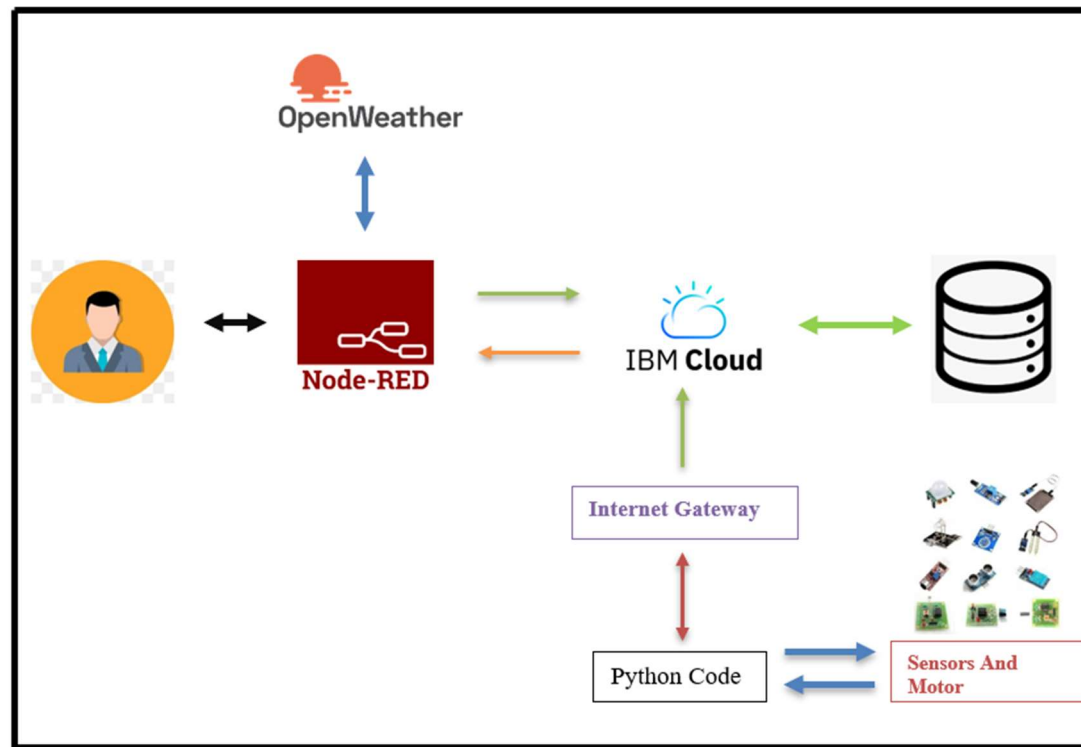 OpenWeather
Node-RED
IBM Cloud
Internet Gateway
Python Code
Sensors And
Motor